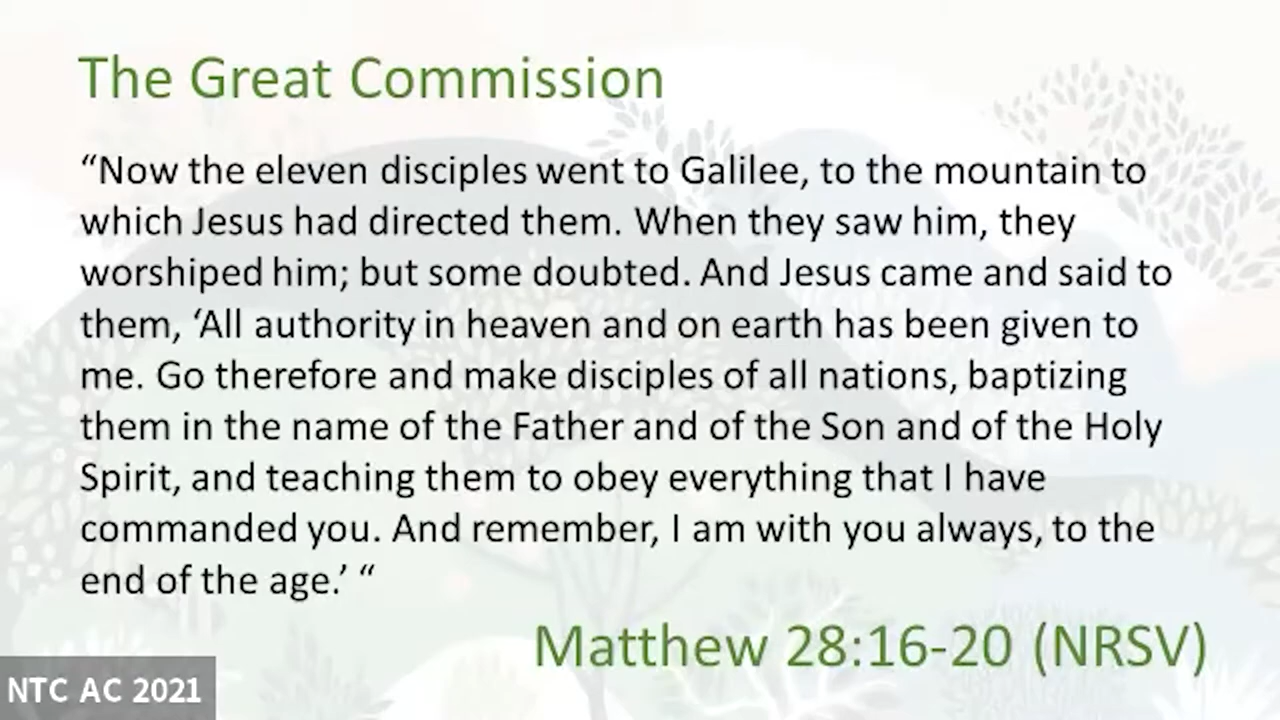 The Great Commission
“Now the eleven disciples went to Galilee, to the mountain to
which Jesus had directed them. When they saw him, they
worshiped him; but some doubted. And Jesus came and said to
them, ‘All authority in heaven and on earth has been given to
me. Go therefore and make disciples of all nations, baptizing
them in the name of the Father and of the Son and of the Holy
Spirit, and teaching them to obey everything that I have
commanded you. And remember, I am with you always, to the
end of the age.’ “
Matthew 28:16-20 (NRSV)
NTC AC 2021